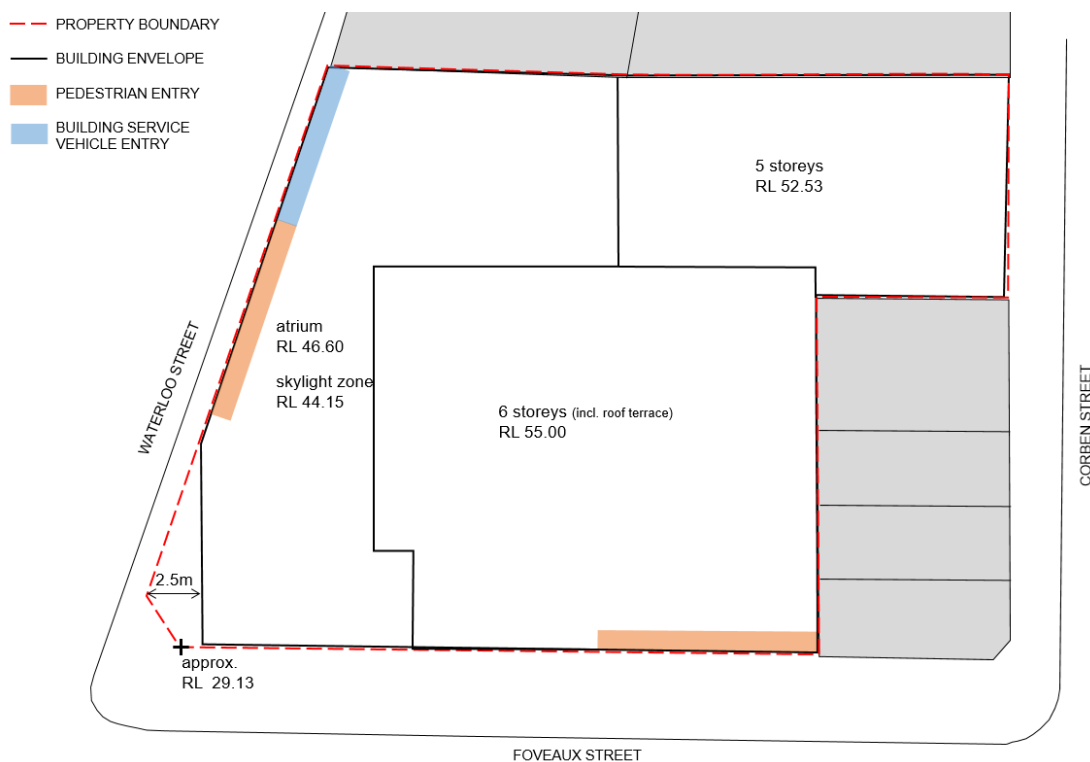 PROPERTY BOUNDARY
BUILDING ENVELOPE
PEDESTRIAN ENTRY
BUILDING SERVICE
VEHICLE ENTRY
5 storeys
RL 52.53
atrium
RL 46.60
skylight zone
RL 44.15
6 storeys (incl. roof terrace)
RL 55.00
WATERLOO STREET
CORBEN STREET
2.5m
approx.
RL 29.13
FOVEAUX STREET